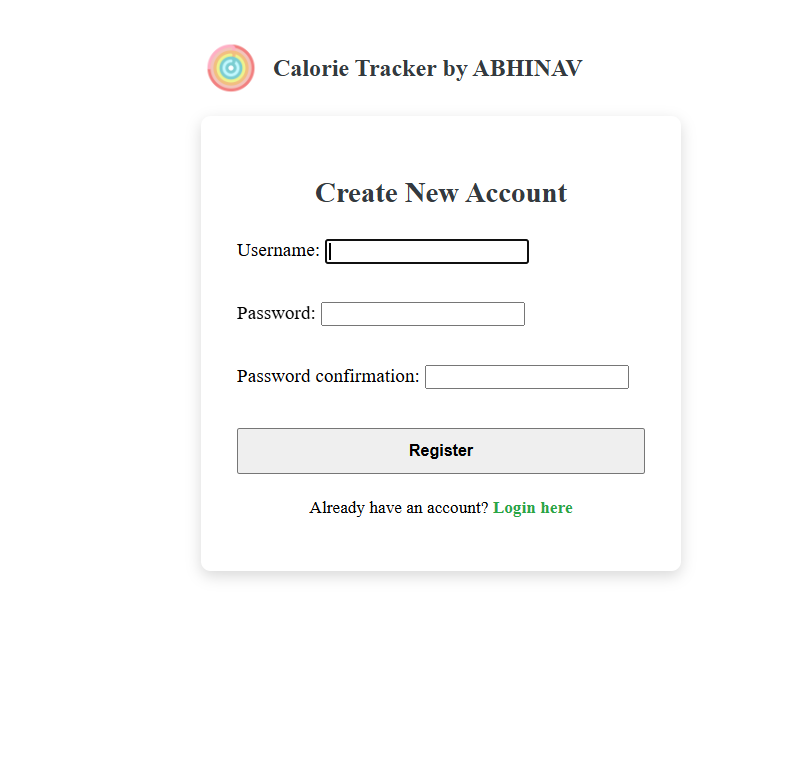 Calorie Tracker by ABHINAV
Create New Account
Username:
Password:
Password confirmation:
Register
Already have an account? Login here